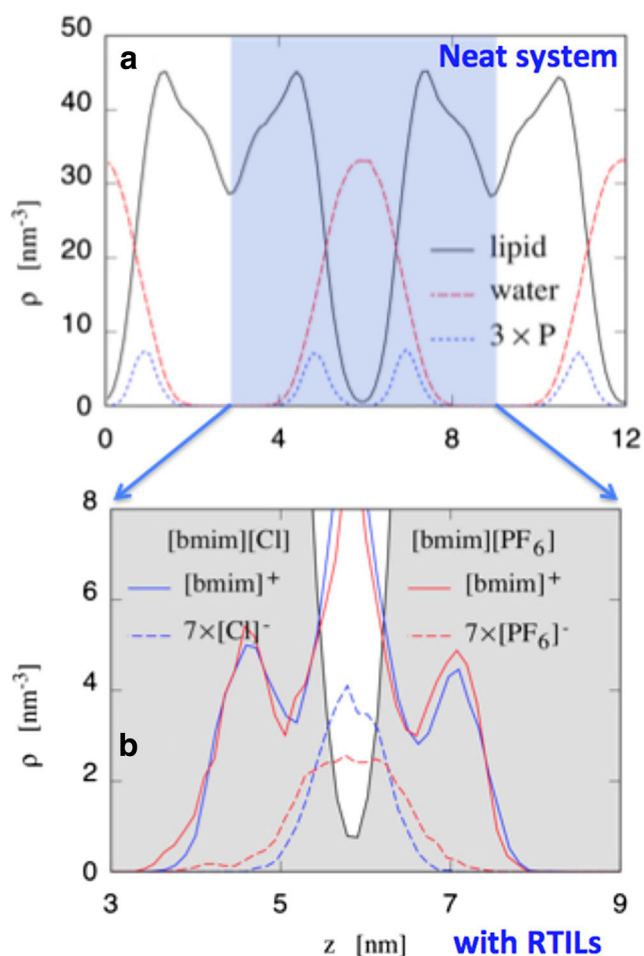 a
Neat system
50
40
30
20
10
0
ρ [nm⁻³]
lipid
water
3 × P
0 4 8 12
8
6
4
2
0
ρ [nm⁻³]
[bmim][Cl] [bmim][PF₆]
[bmim]⁺ [bmim]⁺
7×[Cl]⁻ 7×[PF₆]⁻
b
3 5 7 9
z [nm] with RTILs